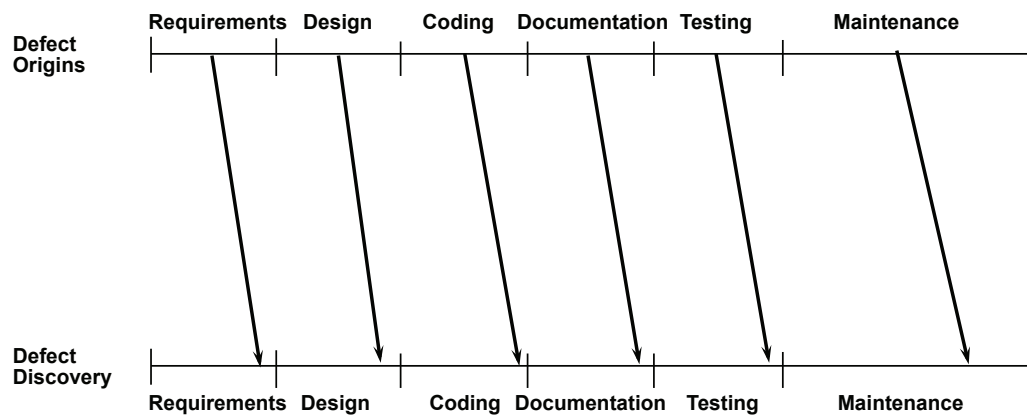 Requirements Design Coding Documentation Testing Maintenance
Defect
Origins
Defect
Discovery
Requirements Design Coding Documentation Testing Maintenance